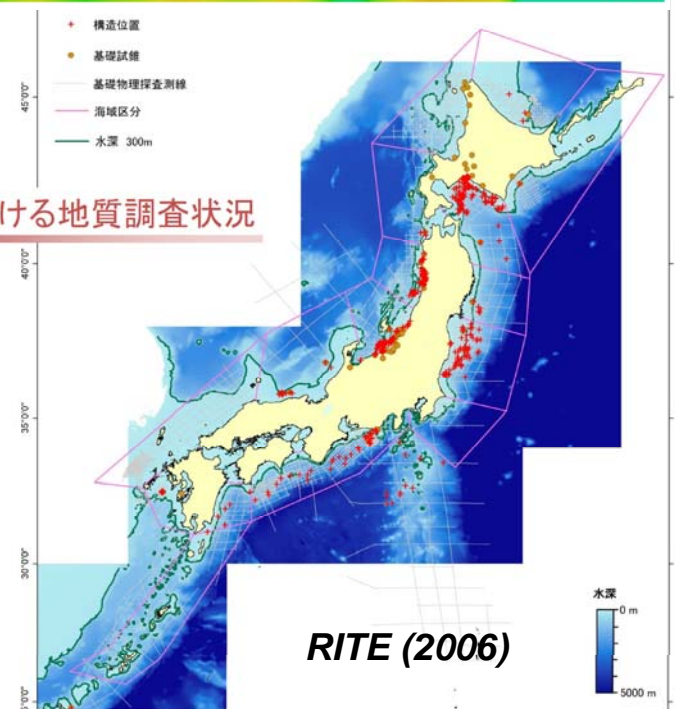 構造位置
基礎試錐
基礎物理探査測線
海域区分
水深 300m
ける地質調査状況
45°0'0"
40°0'0"
35°0'0"
30°0'0"
RITE (2006)
水深
0 m
5000 m